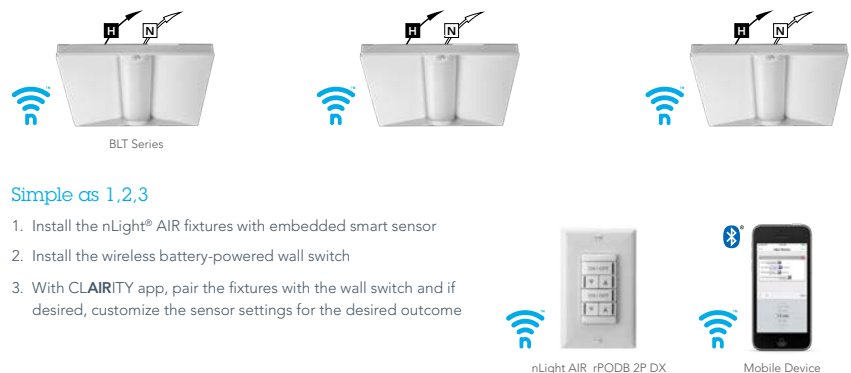 H N H N H N
n n n
BLT Series
Simple as 1,2,3
1. Install the nLight® AIR fixtures with embedded smart sensor
2. Install the wireless battery-powered wall switch
3. With CLAIRITY app, pair the fixtures with the wall switch and if
desired, customize the sensor settings for the desired outcome
ON/OFF
ON/OFF
n n
nLight AIR rPODB 2P DX Mobile Device